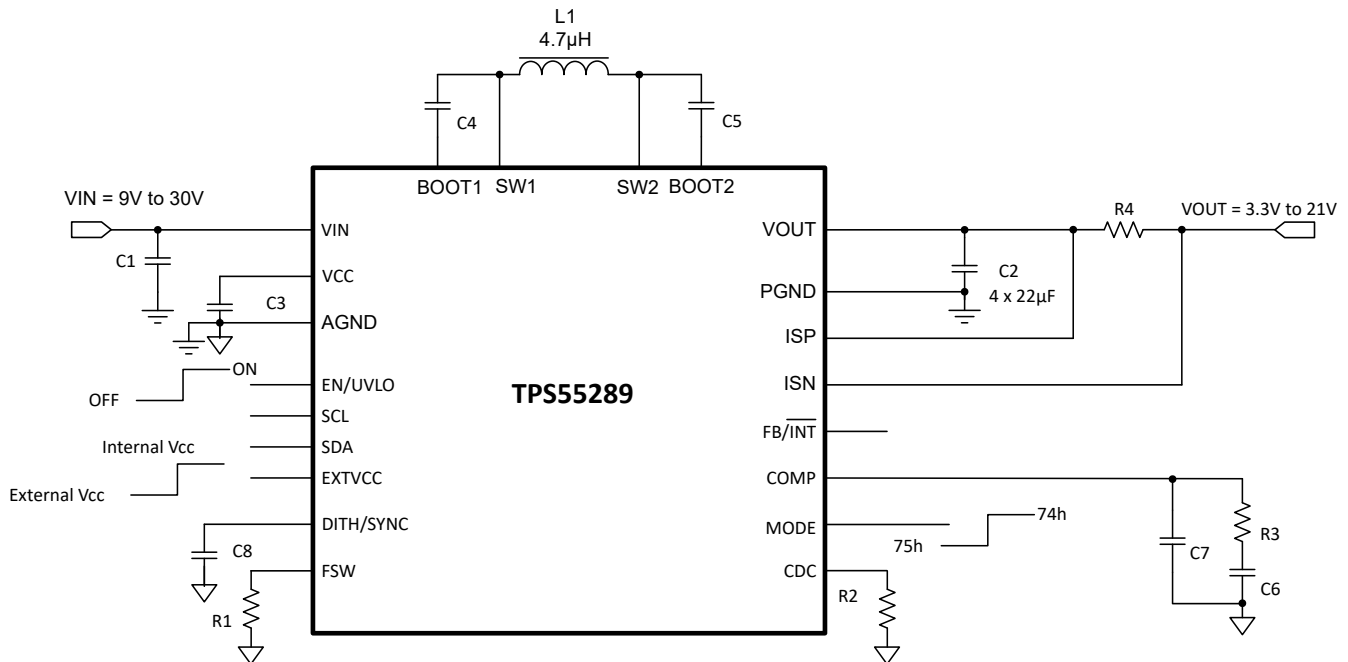 L1
4.7µH
C4
C5
BOOT1
SW1
SW2
BOOT2
VIN = 9V to 30V
C1
VIN
VCC
C3
AGND
ON
OFF
EN/UVLO
SCL
Internal Vcc
SDA
External Vcc
EXTVCC
DITH/SYNC
C8
FSW
R1
TPS55289
VOUT
R4
VOUT = 3.3V to 21V
C2
4 x 22µF
PGND
ISP
ISN
FB/INT
COMP
MODE
74h
75h
C7
R3
C6
CDC
R2